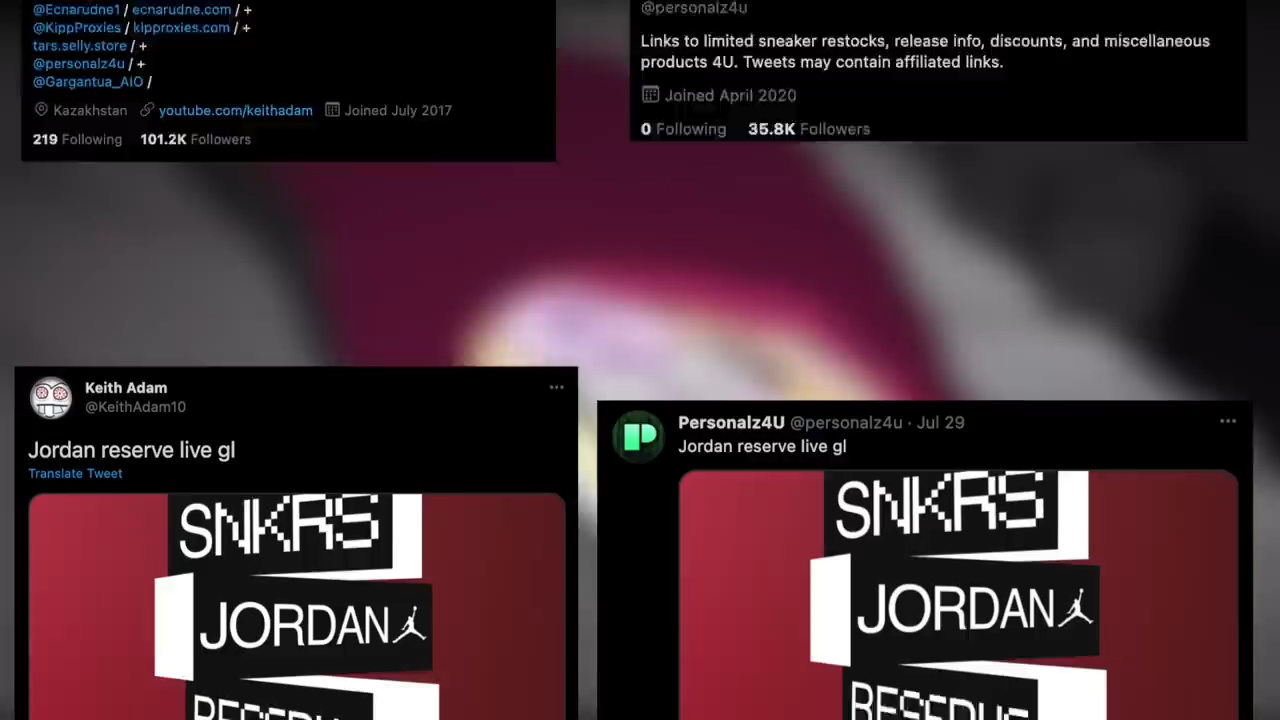 @Ecnarudne1 / ecnarudne.com / +
@KippProxies / kipproxies.com / +
tars.selly.store / +
@personalz4u / +
@Gargantua_AIO /
Kazakhstan youtube.com/keithadam Joined July 2017
219 Following 101.2K Followers
@personalz4u
Links to limited sneaker restocks, release info, discounts, and miscellaneous
products 4U. Tweets may contain affiliated links.
Joined April 2020
0 Following 35.8K Followers
Keith Adam
@KeithAdam10
Jordan reserve live gl
Translate Tweet
SNKRS
JORDAN
RESERVE
Personalz4U @personalz4u · Jul 29
Jordan reserve live gl
SNKRS
JORDAN
RESERVE